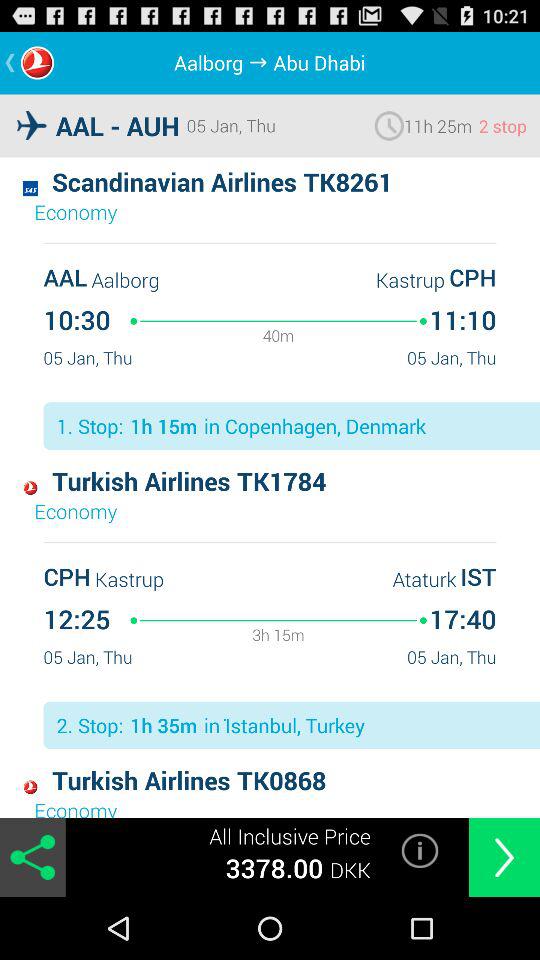 10:21
Aalborg → Abu Dhabi
AAL - AUH 05 Jan, Thu 11h 25m 2 stop
SAS Scandinavian Airlines TK8261
Economy
AAL Aalborg Kastrup CPH
10:30 11:10
40m
05 Jan, Thu 05 Jan, Thu
1. Stop: 1h 15m in Copenhagen, Denmark
Turkish Airlines TK1784
Economy
CPH Kastrup Ataturk IST
12:25 17:40
3h 15m
05 Jan, Thu 05 Jan, Thu
2. Stop: 1h 35m in İstanbul, Turkey
Turkish Airlines TK0868
Economy
All Inclusive Price
3378.00 DKK